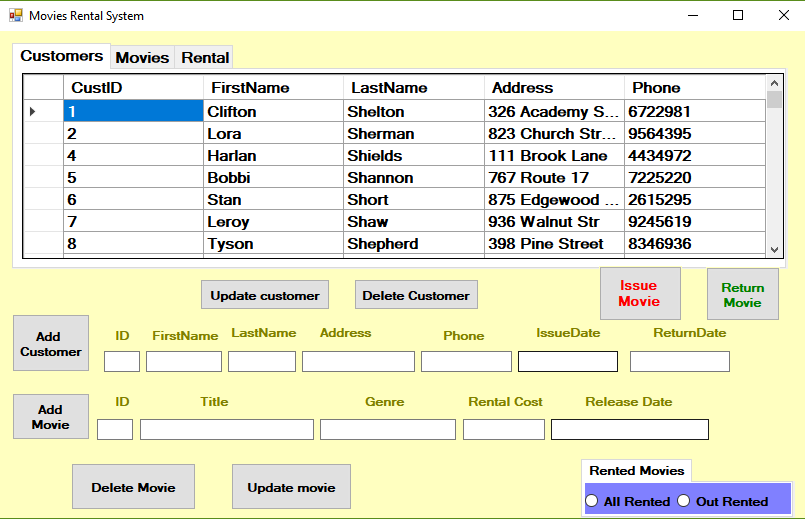 Movies Rental System
Customers Movies Rental
CustID FirstName LastName Address Phone
1 Clifton Shelton 326 Academy S... 6722981
2 Lora Sherman 823 Church Str... 9564395
4 Harlan Shields 111 Brook Lane 4434972
5 Bobbi Shannon 767 Route 17 7225220
6 Stan Short 875 Edgewood ... 2615295
7 Leroy Shaw 936 Walnut Str 9245619
8 Tyson Shepherd 398 Pine Street 8346936
Update customer Delete Customer
Issue
Movie
Return
Movie
Add
Customer
ID FirstName LastName Address Phone IssueDate ReturnDate
Add
Movie
ID Title Genre Rental Cost Release Date
Delete Movie Update movie
Rented Movies
All Rented Out Rented